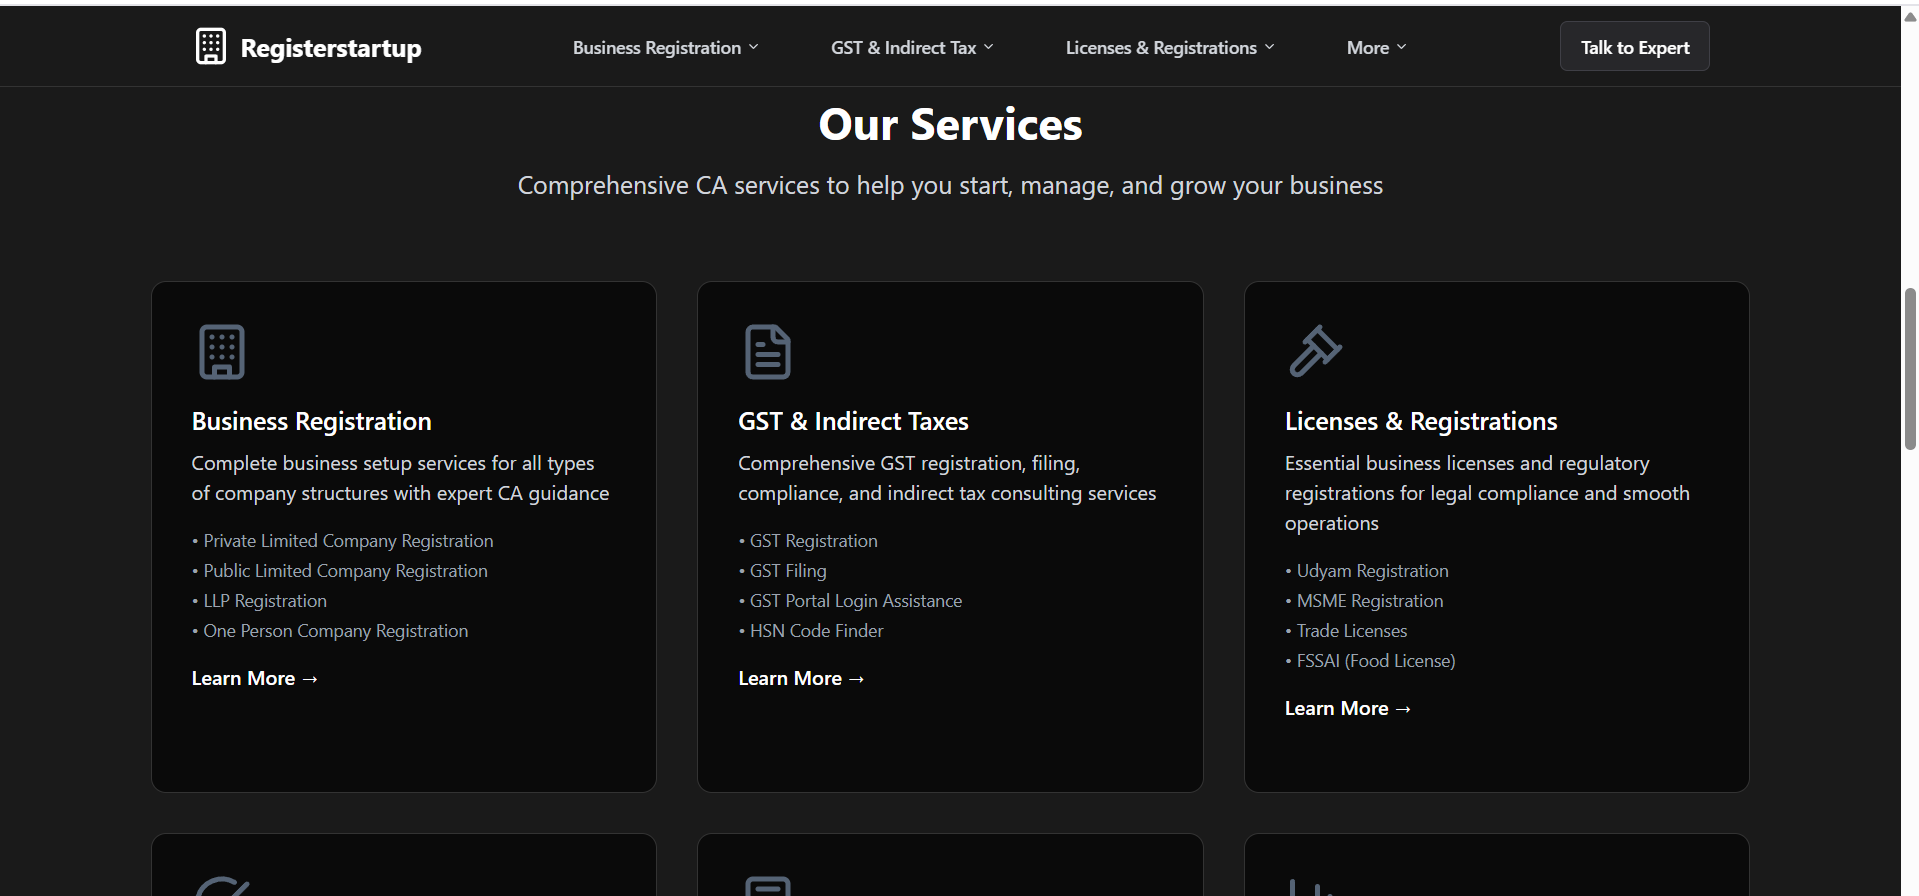 Registerstartup
Business Registration
GST & Indirect Tax
Licenses & Registrations
More
Talk to Expert
Our Services
Comprehensive CA services to help you start, manage, and grow your business
Business Registration
Complete business setup services for all types
of company structures with expert CA guidance
• Private Limited Company Registration
• Public Limited Company Registration
• LLP Registration
• One Person Company Registration
Learn More →
GST & Indirect Taxes
Comprehensive GST registration, filing,
compliance, and indirect tax consulting services
• GST Registration
• GST Filing
• GST Portal Login Assistance
• HSN Code Finder
Learn More →
Licenses & Registrations
Essential business licenses and regulatory
registrations for legal compliance and smooth
operations
• Udyam Registration
• MSME Registration
• Trade Licenses
• FSSAI (Food License)
Learn More →